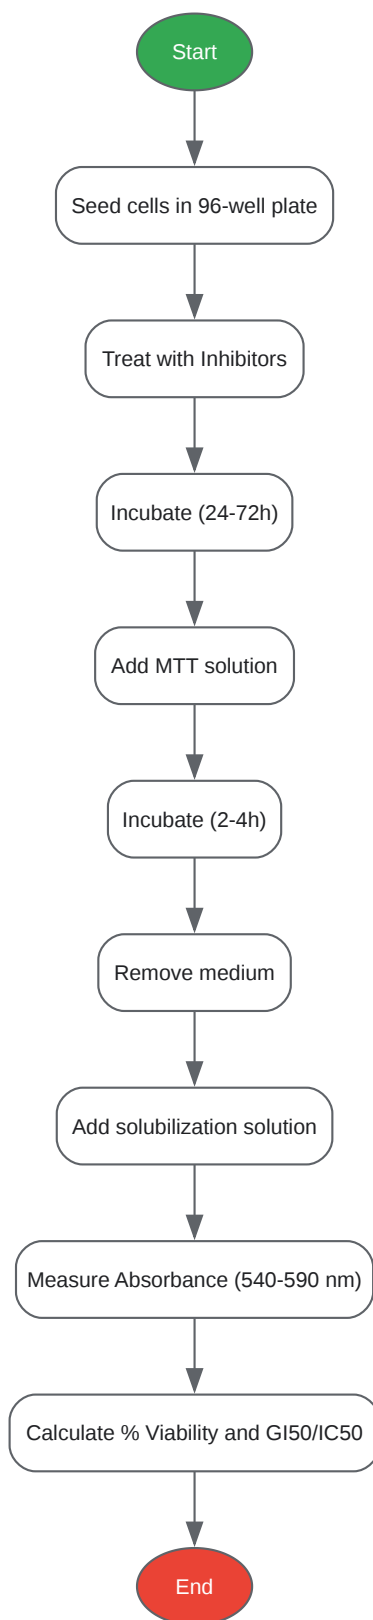 Start
Seed cells in 96-well plate
Treat with Inhibitors
Incubate (24-72h)
Add MTT solution
Incubate (2-4h)
Remove medium
Add solubilization solution
Measure Absorbance (540-590 nm)
Calculate % Viability and GI50/IC50
End